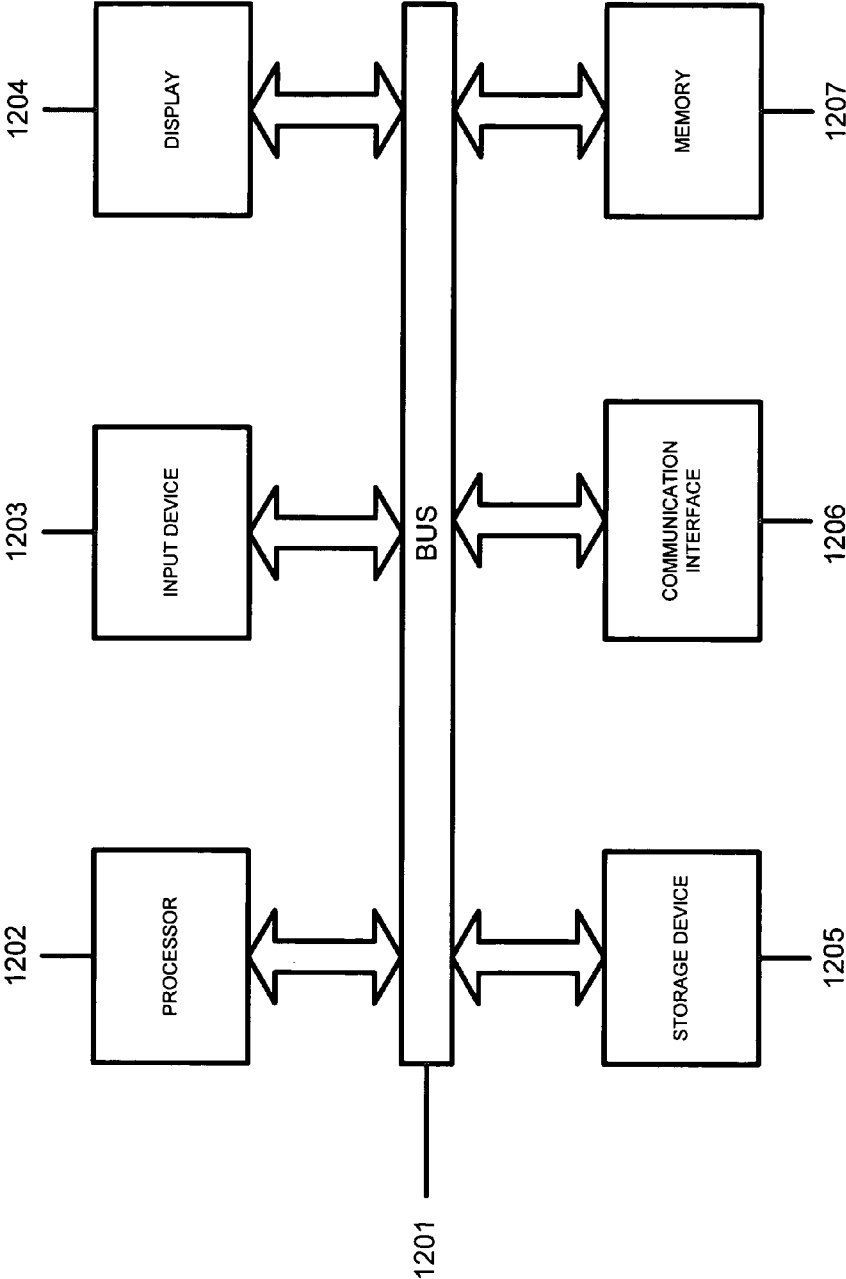 1202
1203
1204
PROCESSOR
INPUT DEVICE
DISPLAY
1201
BUS
STORAGE DEVICE
COMMUNICATION
INTERFACE
MEMORY
1205
1206
1207